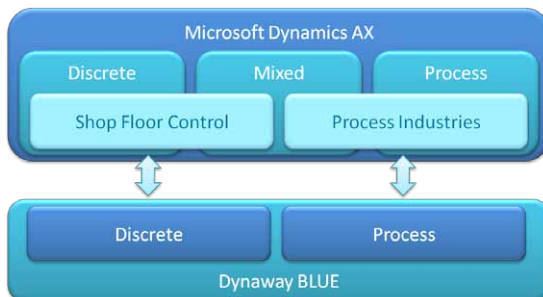 Microsoft Dynamics AX
Discrete Mixed Process
Shop Floor Control Process Industries
Discrete Process
Dynaway BLUE